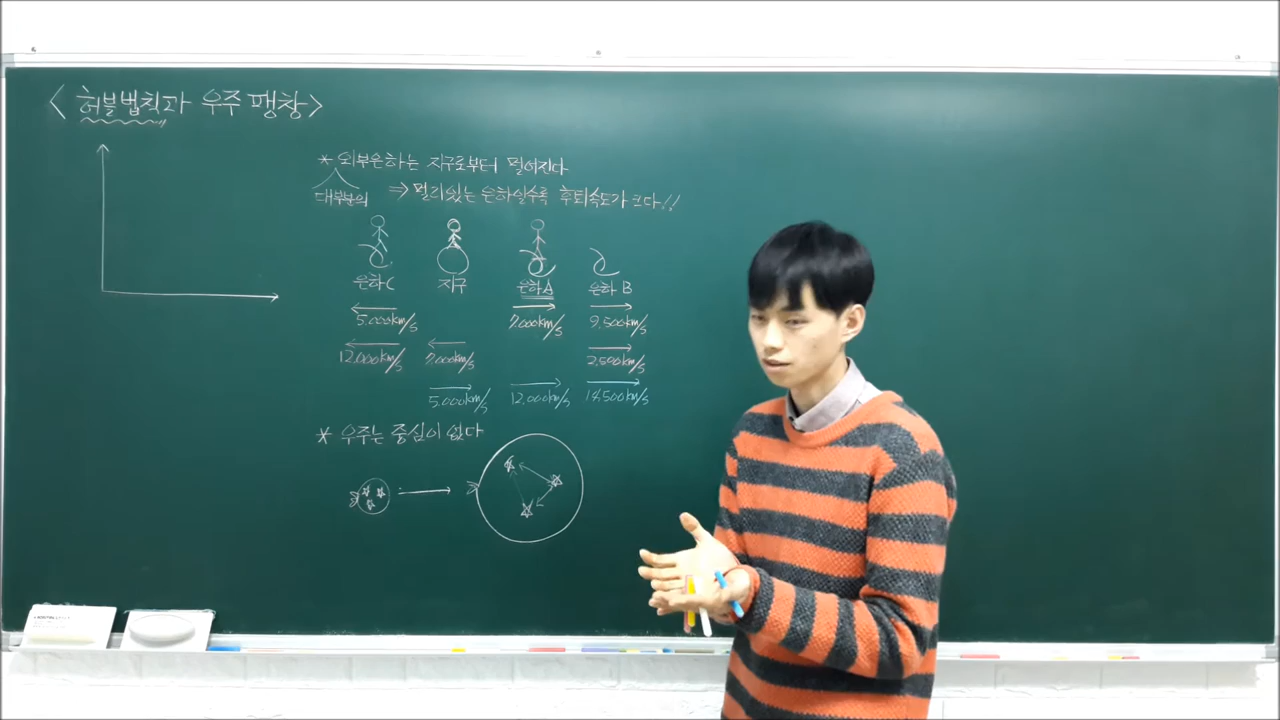 <허블법칙과 우주 팽창>
* 외부은하는 지구로부터 멀어진다
대부분의 ⇒ 멀리있는 은하일수록 후퇴속도가 크다!!
은하C 지구 은하A 은하 B
5.000km/s 7.000km/s 9.500km/s
12.000km/s 7.000km/s 2.500km/s
5.000km/s 12.000km/s 14.500km/s
* 우주는 중심이 없다